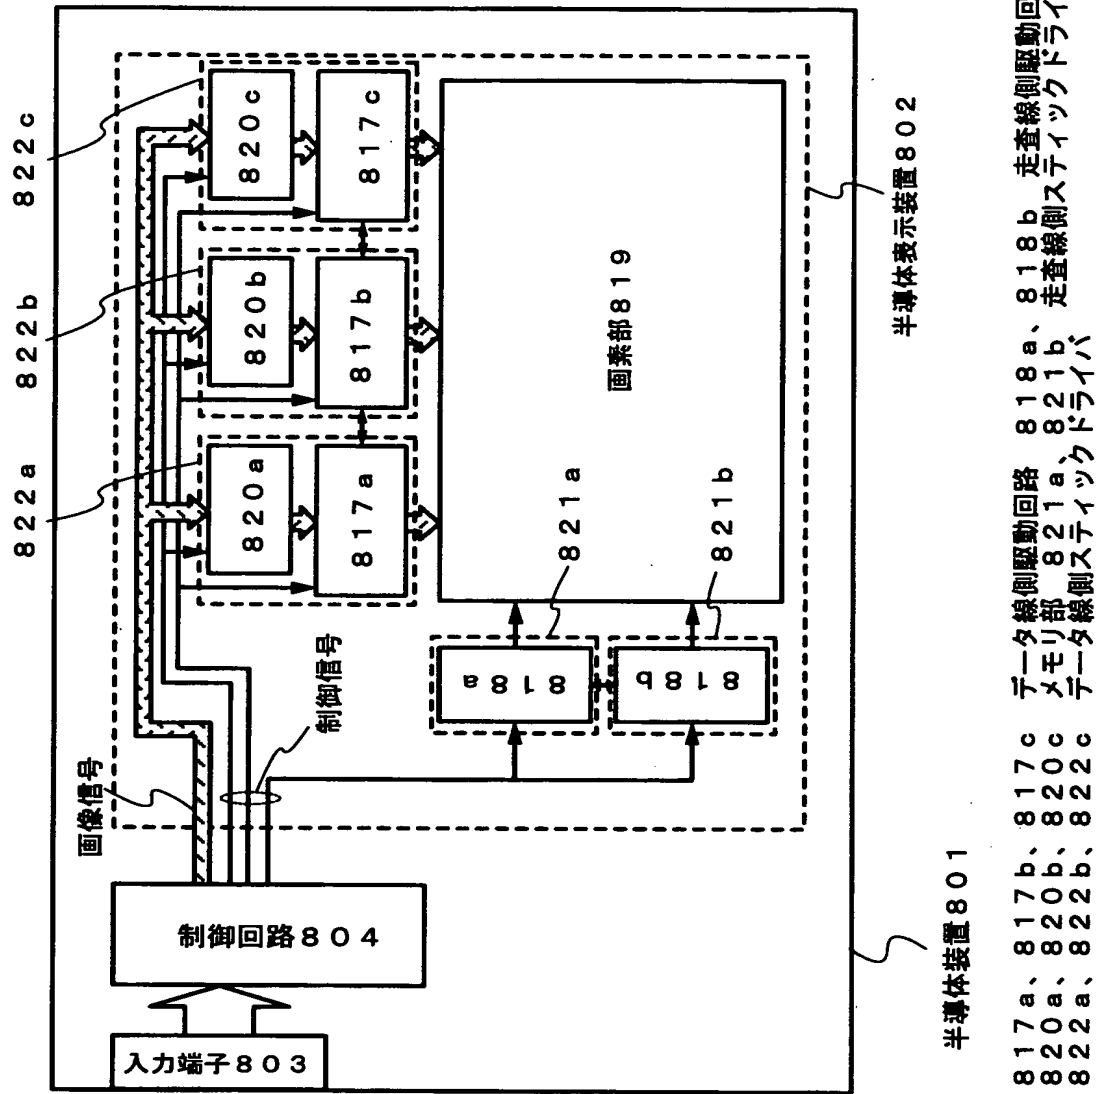 822a
822b
822c
画像信号
制御信号
820a
820b
820c
817a
817b
817c
入力端子803
制御回路804
818a
818b
821a
821b
画素部819
半導体表示装置802
半導体装置801
817a、817b、817c データ線側駆動回路 818a、818b 走査線側駆動回
820a、820b、820c メモリ部 821a、821b 走査線側スティックドライ
822a、822b、822c データ線側スティックドライバ